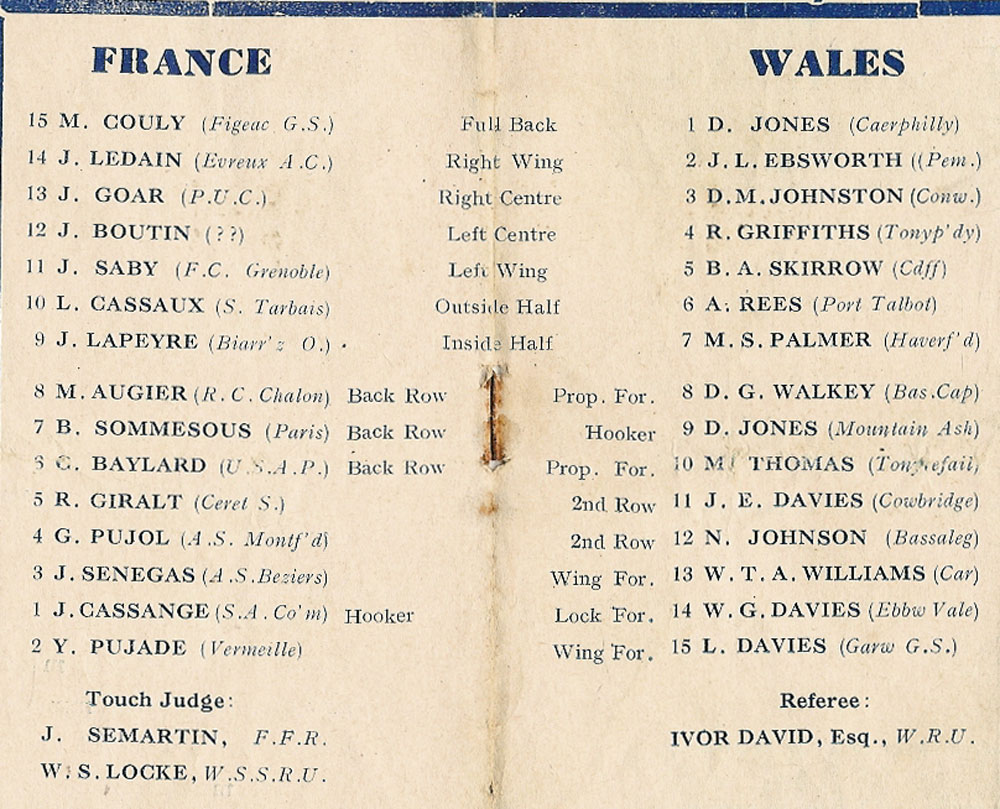 FRANCE WALES
15 M. COULY (Figeac G.S.) Full Back 1 D. JONES (Caerphilly)
14 J. LEDAIN (Evreux A.C.) Right Wing 2 J.L. EBSWORTH ((Pem.)
13 J. GOAR (P.U.C.) Right Centre 3 D.M. JOHNSTON (Conw.)
12 J. BOUTIN (??) Left Centre 4 R. GRIFFITHS (Tonyp'dy)
11 J. SABY (F.C. Grenoble) Left Wing 5 B. A. SKIRROW (Cdff)
10 L. CASSAUX (S. Tarbais) Outside Half 6 A. REES (Port Talbot)
9 J. LAPEYRE (Biarr'z O.) Inside Half 7 M.S. PALMER (Haverf'd)
8 M. AUGIER (R.C. Chalon) Back Row Prop. For. 8 D. G. WALKEY (Bas.Cap)
7 B. SOMMESOUS (Paris) Back Row Hooker 9 D. JONES (Mountain Ash)
6 C. BAYLARD (U.S.A.P.) Back Row Prop. For. 10 M. THOMAS (Tonyrefail)
5 R. GIRALT (Ceret S.) 2nd Row 11 J. E. DAVIES (Cowbridge)
4 G. PUJOL (A.S. Montf'd) 2nd Row 12 N. JOHNSON (Bassaleg)
3 J. SENEGAS (A.S. Beziers) Wing For. 13 W. T. A. WILLIAMS (Car)
1 J. CASSANGE (S.A. Co'm) Hooker Lock For. 14 W. G. DAVIES (Ebbw Vale)
2 Y. PUJADE (Vermeille) Wing For. 15 L. DAVIES (Garw G.S.)
Touch Judge: Referee:
J. SEMARTIN, F.F.R. IVOR DAVID, Esq., W.R.U.
W.S. LOCKE, W.S.S.R.U.